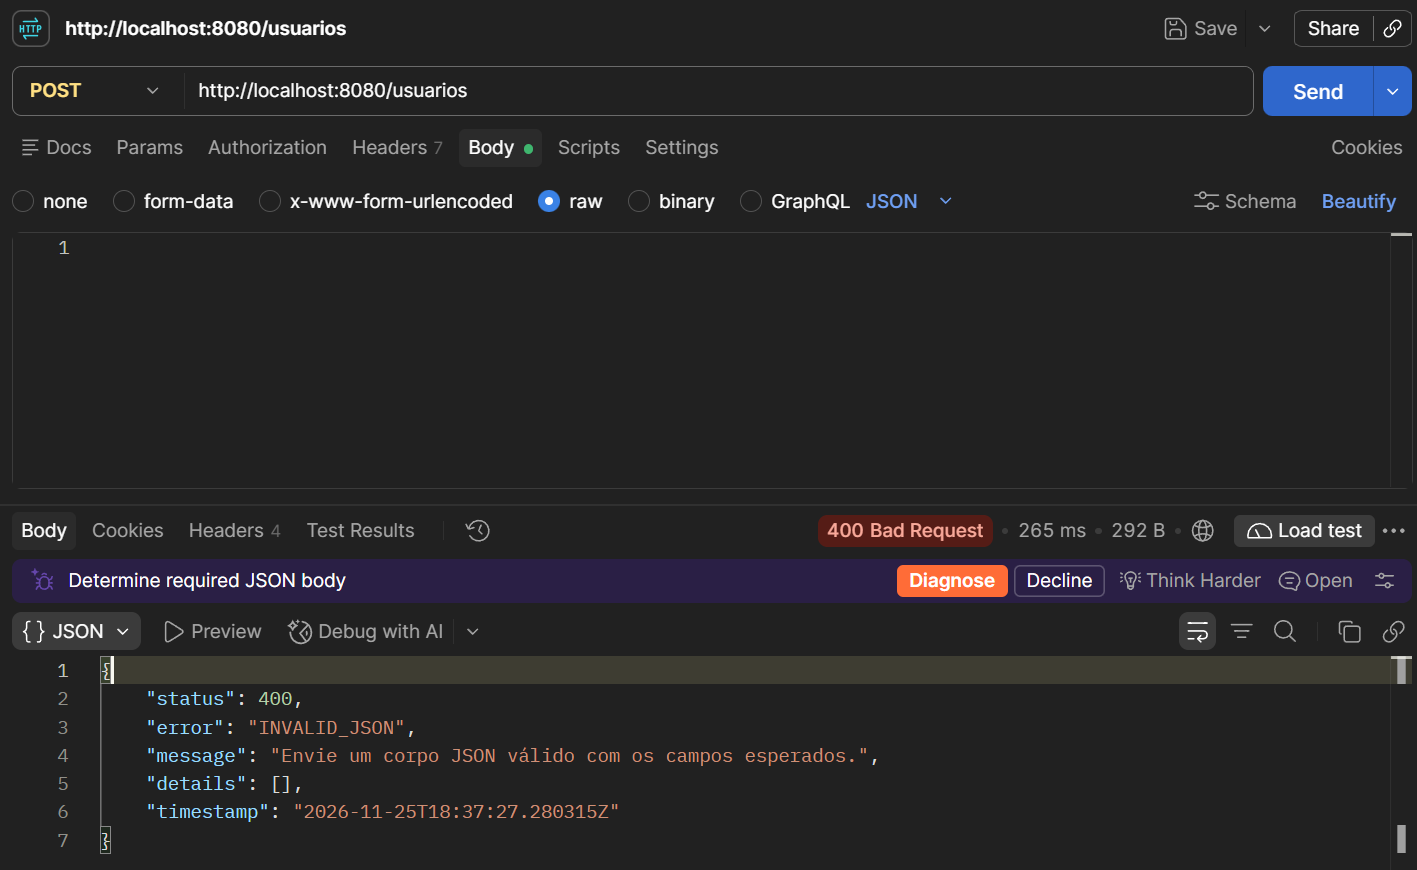 HTTP http://localhost:8080/usuarios Save Share
POST http://localhost:8080/usuarios Send
Docs Params Authorization Headers 7 Body Scripts Settings Cookies
none form-data x-www-form-urlencoded raw binary GraphQL JSON Schema Beautify
1
Body Cookies Headers 4 Test Results 400 Bad Request 265 ms 292 B Load test
Determine required JSON body Diagnose Decline Think Harder Open
{} JSON Preview Debug with AI
1 {
2 "status": 400,
3 "error": "INVALID_JSON",
4 "message": "Envie um corpo JSON válido com os campos esperados.",
5 "details": [],
6 "timestamp": "2026-11-25T18:37:27.280315Z"
7 }